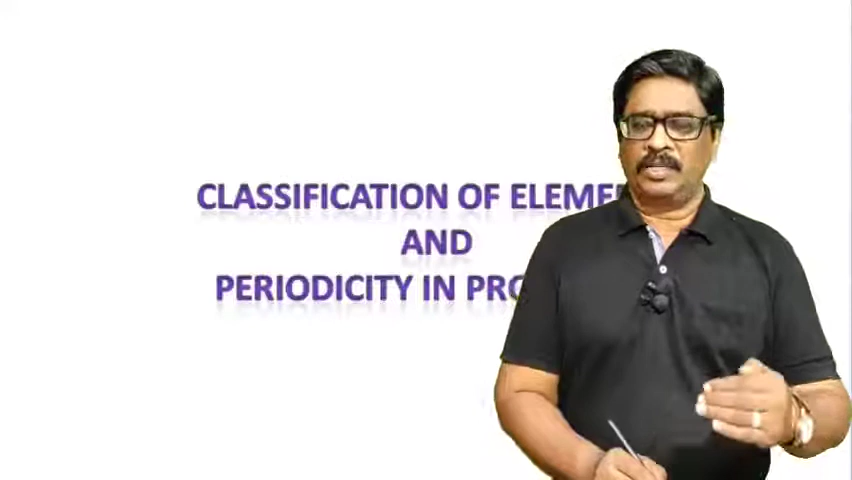 CLASSIFICATION OF
AND
PERIODICITY IN